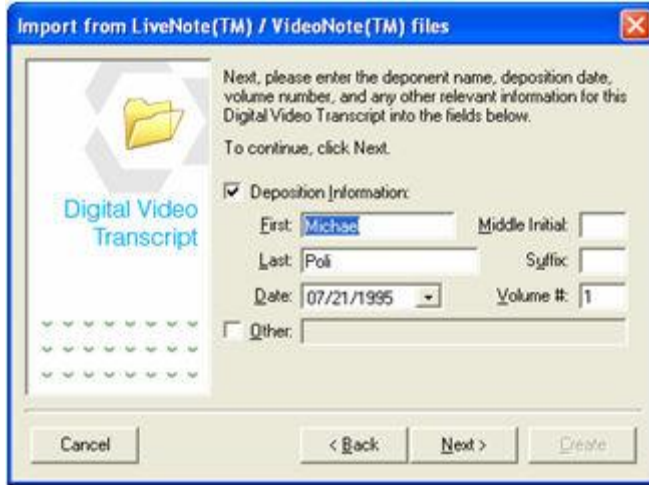 Import from LiveNote(TM) / VideoNote(TM) files
Next, please enter the deponent name, deposition date,
volume number, and any other relevant information for this
Digital Video Transcript into the fields below.
To continue, click Next.
Digital Video
Transcript
Deposition Information:
First: Michael Middle Initial:
Last: Poli Suffix:
Date: 07/21/1995 Volume #: 1
Other:
Cancel < Back Next > Create